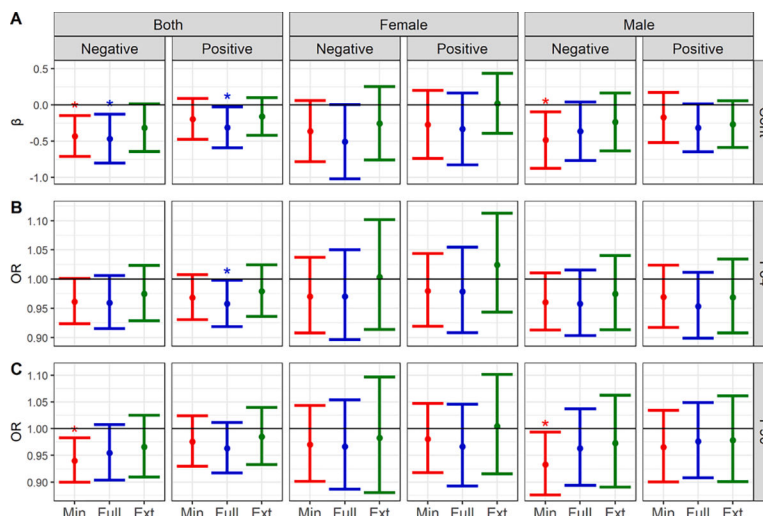 A
Both
Female
Male
Negative
Positive
Negative
Positive
Negative
Positive
β
0.5
0.0
-0.5
-1.0
*
*
*
*
B
OR
1.10
1.05
1.00
0.95
0.90
*
C
OR
1.10
1.05
1.00
0.95
0.90
*
*
Min. Full Ext. Min. Full Ext. Min. Full Ext. Min. Full Ext. Min. Full Ext. Min. Full Ext.